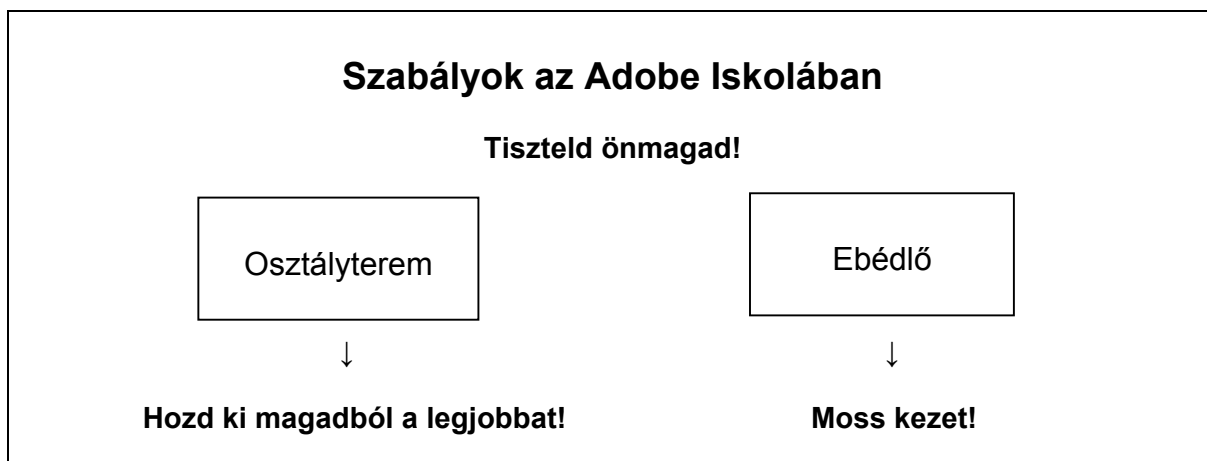 Szabályok az Adobe Iskolában
Tiszteld önmagad!
Osztályterem
Ebédlő
↓
↓
Hozd ki magadból a legjobbat!
Moss kezet!